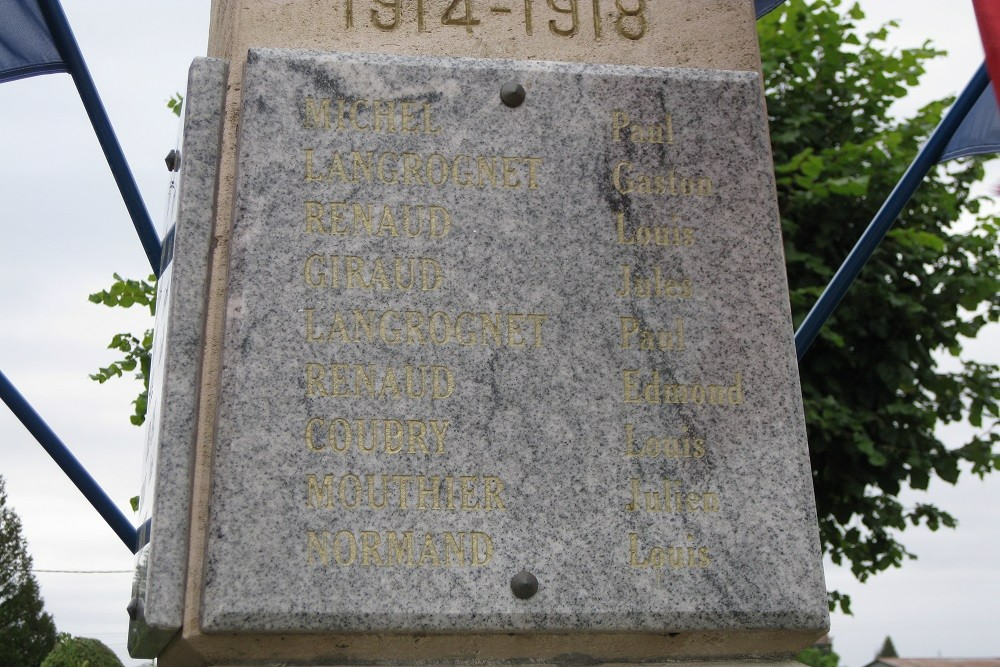 1914-1918
MICHEL Paul
LANGROGNET Gaston
RENAUD Louis
GIRAUD Jules
LANGROGNET Paul
RENAUD Edmond
COUDRY Louis
MOUTHIER Julien
NORMAND Louis